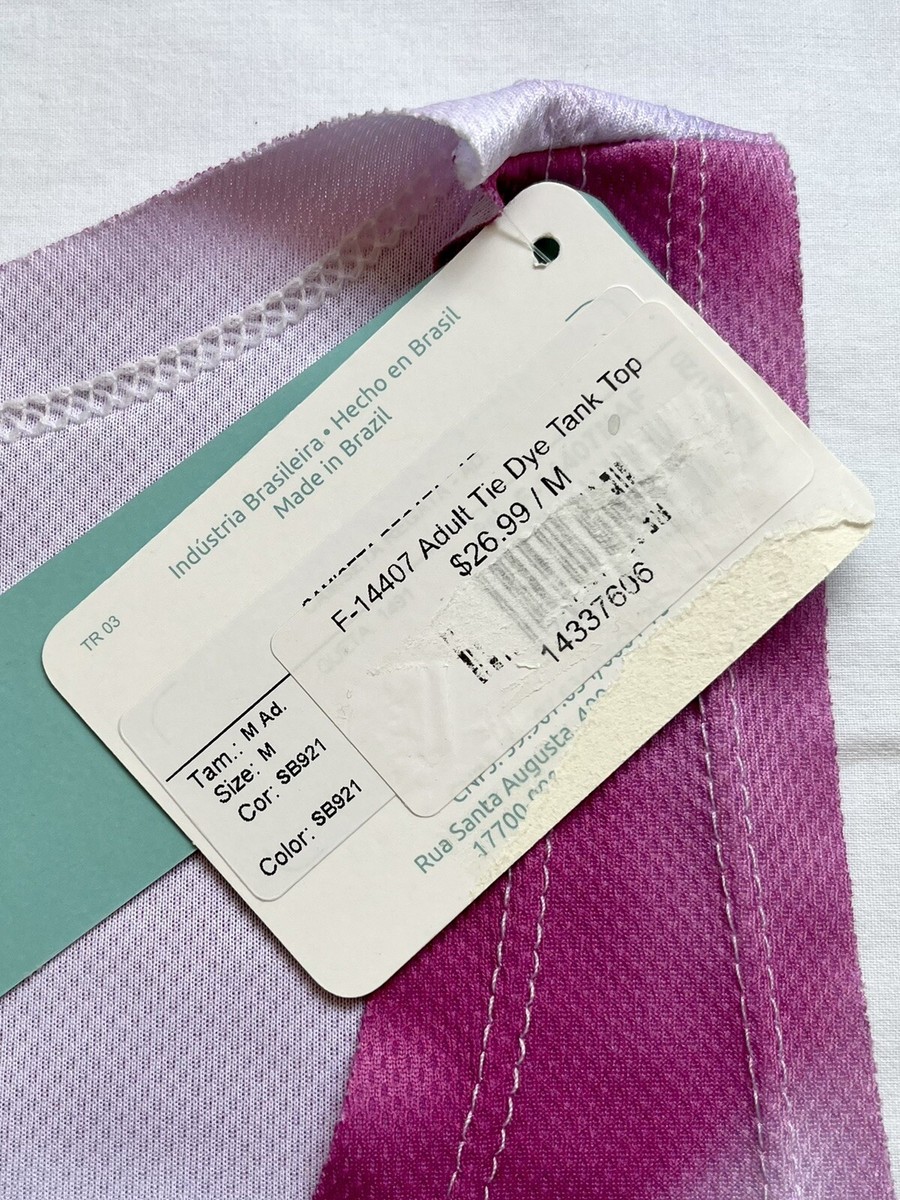 Indústria Brasileira • Hecho en Brasil
Made in Brazil
TR 03
F-14407 Adult Tie Dye Tank Top
$26.99 / M
14337606
Tam.: M Ad.
Size: M
Cor: SB921
Color: SB921
Rua Santa Augusta
17700